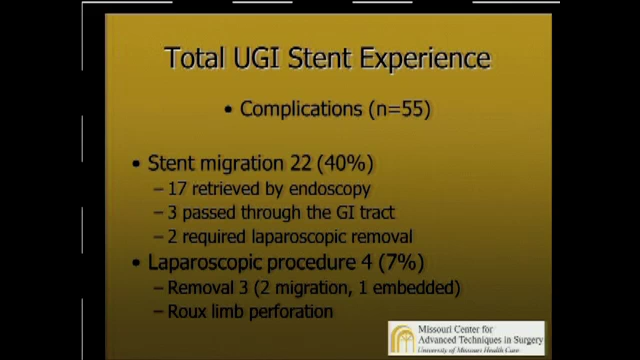 Total UGI Stent Experience
• Complications (n=55)
• Stent migration 22 (40%)
– 17 retrieved by endoscopy
– 3 passed through the GI tract
– 2 required laparoscopic removal
• Laparoscopic procedure 4 (7%)
– Removal 3 (2 migration, 1 embedded)
– Roux limb perforation
Missouri Center for
Advanced Techniques in Surgery
University of Missouri Health Care